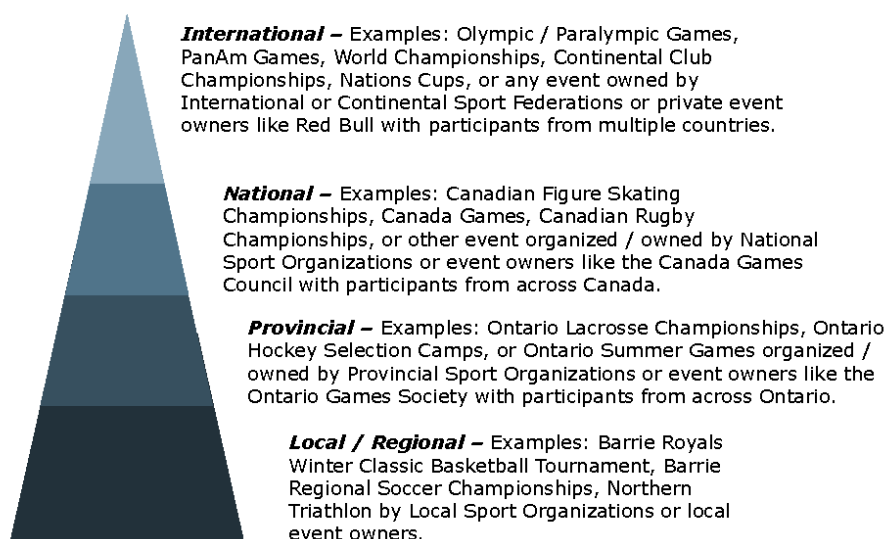 International – Examples: Olympic / Paralympic Games,
PanAm Games, World Championships, Continental Club
Championships, Nations Cups, or any event owned by
International or Continental Sport Federations or private event
owners like Red Bull with participants from multiple countries.
National – Examples: Canadian Figure Skating
Championships, Canada Games, Canadian Rugby
Championships, or other event organized / owned by National
Sport Organizations or event owners like the Canada Games
Council with participants from across Canada.
Provincial – Examples: Ontario Lacrosse Championships, Ontario
Hockey Selection Camps, or Ontario Summer Games organized /
owned by Provincial Sport Organizations or event owners like the
Ontario Games Society with participants from across Ontario.
Local / Regional – Examples: Barrie Royals
Winter Classic Basketball Tournament, Barrie
Regional Soccer Championships, Northern
Triathlon by Local Sport Organizations or local
event owners.